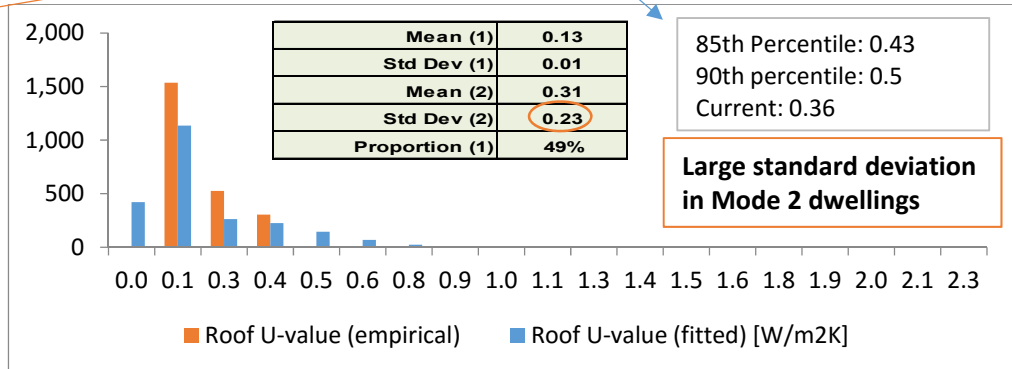 2,000
1,500
1,000
500
0
Mean (1) 0.13
Std Dev (1) 0.01
Mean (2) 0.31
Std Dev (2) 0.23
Proportion (1) 49%
85th Percentile: 0.43
90th percentile: 0.5
Current: 0.36
Large standard deviation
in Mode 2 dwellings
0.0 0.1 0.3 0.4 0.5 0.6 0.8 0.9 1.0 1.1 1.3 1.4 1.5 1.6 1.8 1.9 2.0 2.1 2.3
Roof U-value (empirical) Roof U-value (fitted) [W/m2K]